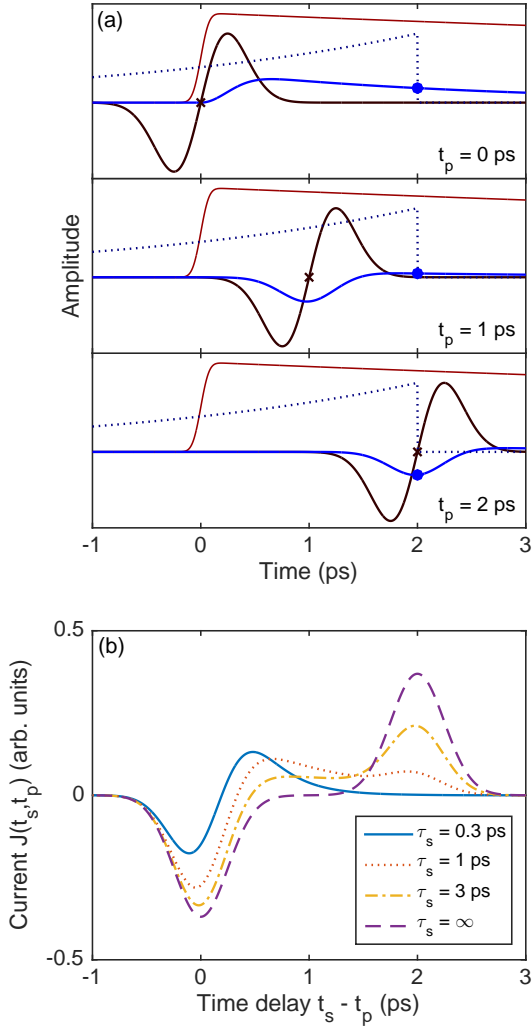 (a)
t_p = 0 ps
t_p = 1 ps
t_p = 2 ps
Amplitude
-1 0 1 2 3
Time (ps)
(b)
0.5
0
-0.5
Current J(t_s,t_p) (arb. units)
τ_s = 0.3 ps
τ_s = 1 ps
τ_s = 3 ps
τ_s = ∞
-1 0 1 2 3
Time delay t_s - t_p (ps)